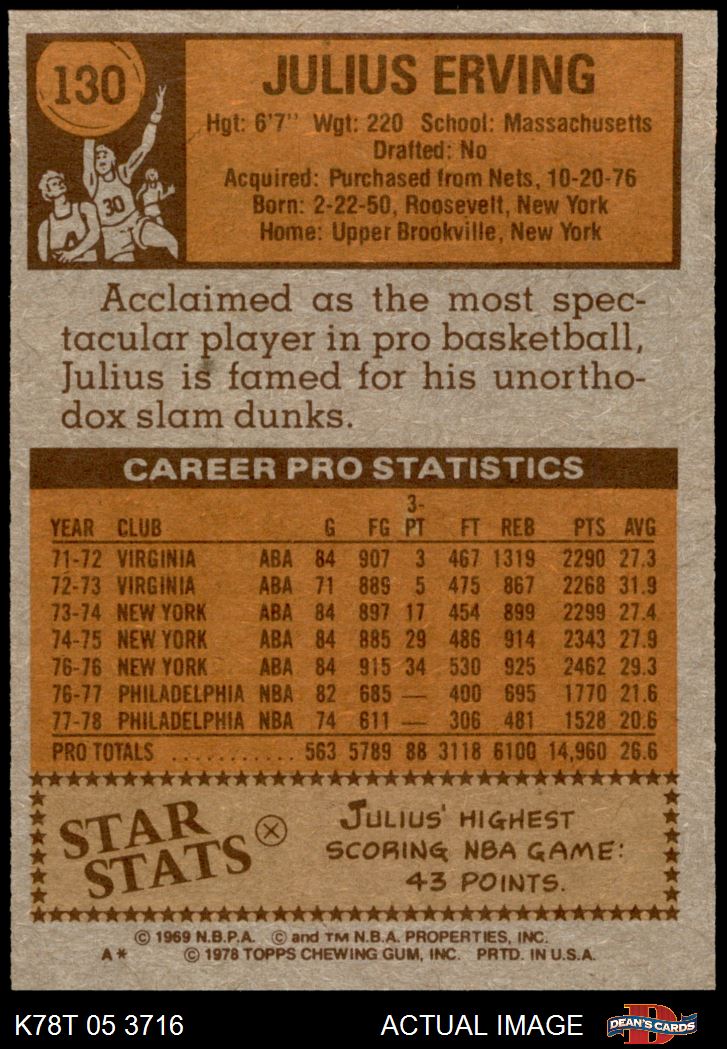 130
JULIUS ERVING
Hgt: 6'7" Wgt: 220 School: Massachusetts
Drafted: No
Acquired: Purchased from Nets, 10-20-76
Born: 2-22-50, Roosevelt, New York
Home: Upper Brookville, New York
30
Acclaimed as the most spec-
tacular player in pro basketball,
Julius is famed for his unortho-
dox slam dunks.
CAREER PRO STATISTICS
YEAR CLUB G FG 3-PT FT REB PTS AVG
71-72 VIRGINIA ABA 84 907 3 467 1319 2290 27.3
72-73 VIRGINIA ABA 71 889 5 475 867 2268 31.9
73-74 NEW YORK ABA 84 897 17 454 899 2299 27.4
74-75 NEW YORK ABA 84 885 29 486 914 2343 27.9
76-76 NEW YORK ABA 84 915 34 530 925 2462 29.3
76-77 PHILADELPHIA NBA 82 685 — 400 695 1770 21.6
77-78 PHILADELPHIA NBA 74 611 — 306 481 1528 20.6
PRO TOTALS ........... 563 5789 88 3118 6100 14,960 26.6
STAR
STATS
JULIUS' HIGHEST
SCORING NBA GAME:
43 POINTS.
© 1969 N.B.P.A. © and TM N.B.A. PROPERTIES, INC.
A* © 1978 TOPPS CHEWING GUM, INC. PRTD. IN U.S.A.
K78T 05 3716 ACTUAL IMAGE DEAN'S CARDS